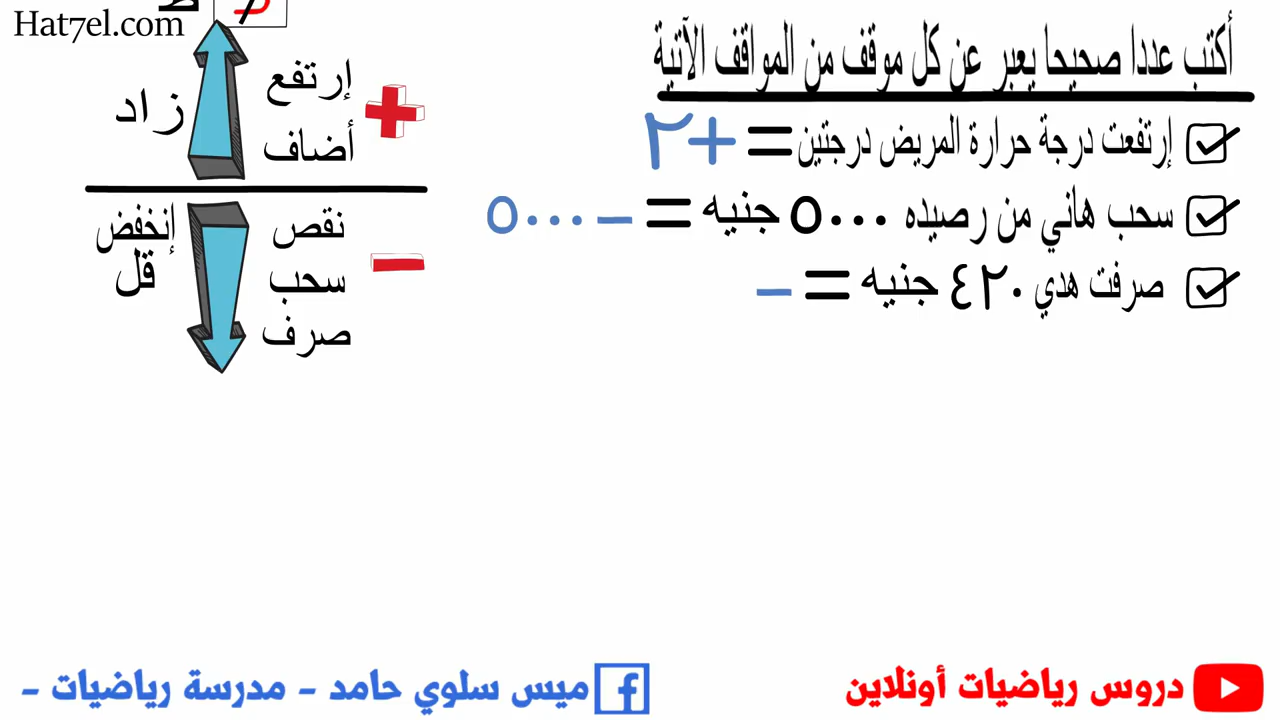 Hat7el.com
أكتب عددا صحيحا يعبر عن كل موقف من المواقف الآتية
إرتفعت درجة حرارة المريض درجتين = +٢
سحب هاني من رصيده ٥٠٠٠ جنيه = -٥٠٠٠
صرفت هدي ٤٢٠ جنيه = -
+
إرتفع زاد
أضاف
-
نقص إنخفض
سحب قل
صرف
دروس رياضيات أونلاين
ميس سلوي حامد - مدرسة رياضيات -